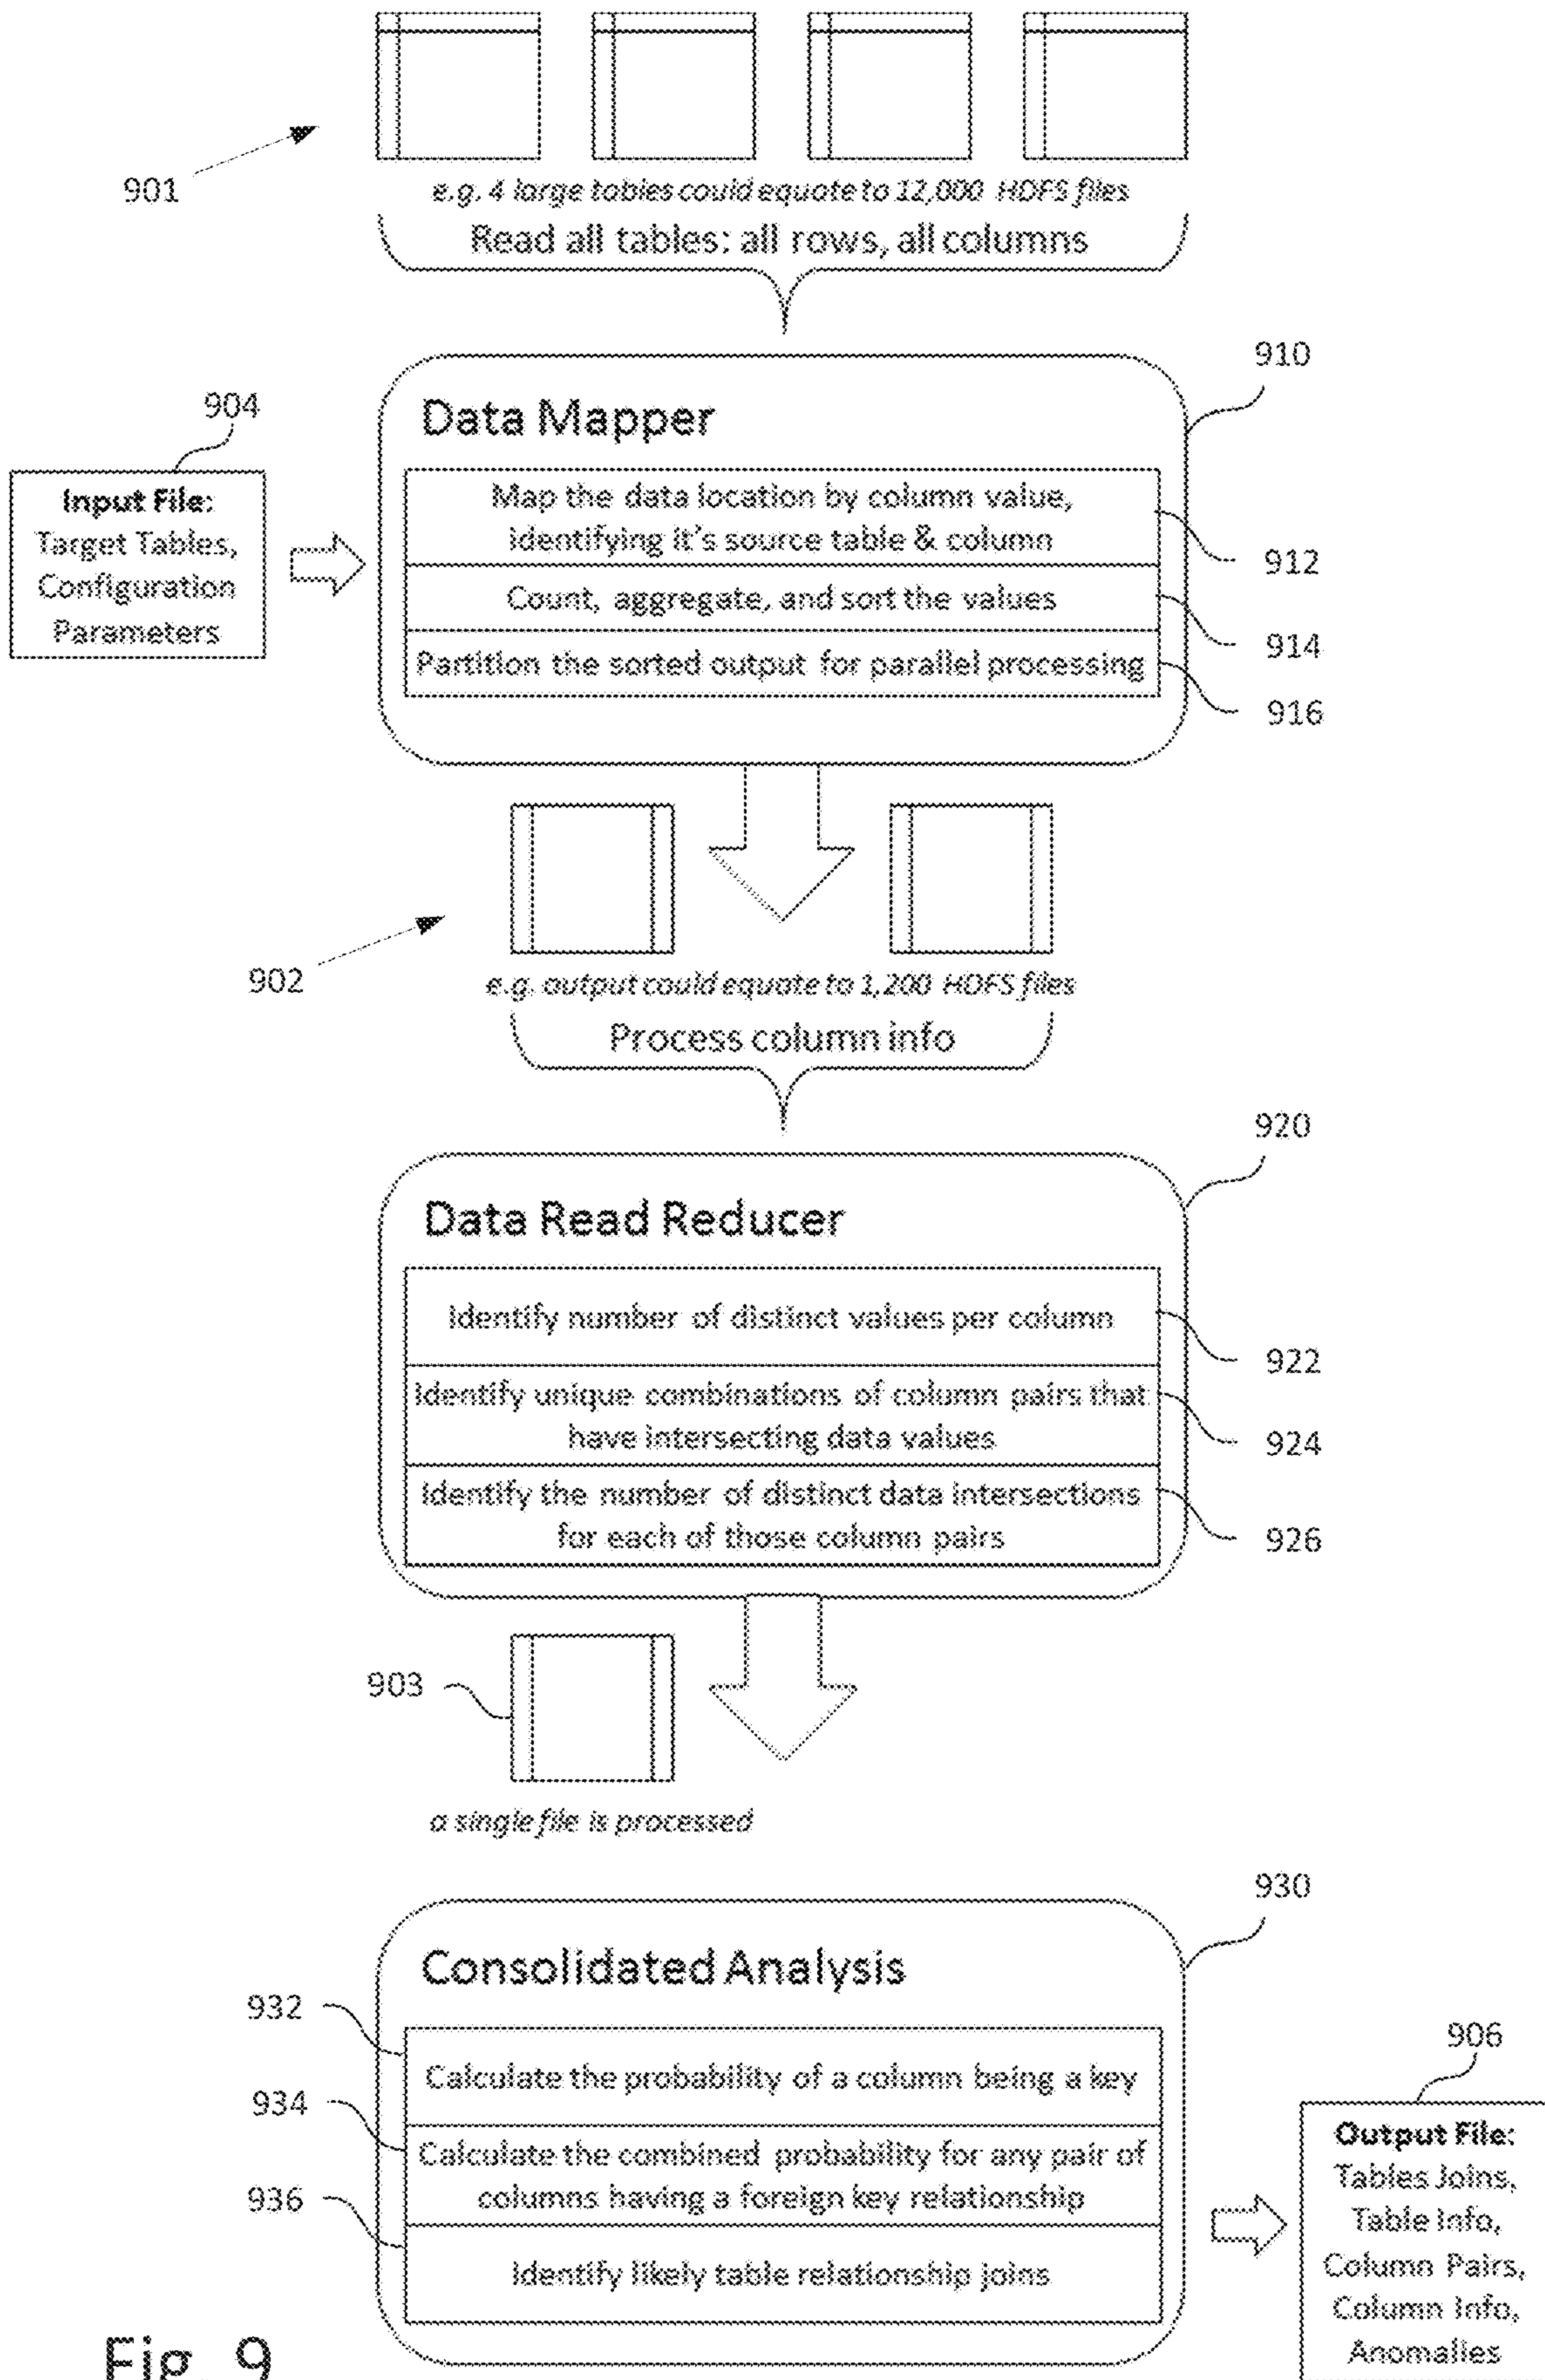 901
e.g. 4 large tables could equate to 12,000 HDFS files
Read all tables: all rows, all columns
910
904
Input File:
Target Tables,
Configuration
Parameters
Data Mapper
Map the data location by column value,
identifying it's source table & column
912
Count, aggregate, and sort the values
914
Partition the sorted output for parallel processing
916
902
e.g. output could equate to 1,200 HDFS files
Process column info
920
Data Read Reducer
Identify number of distinct values per column
922
Identify unique combinations of column pairs that
have intersecting data values
924
Identify the number of distinct data intersections
for each of those column pairs
926
903
a single file is processed
930
Consolidated Analysis
932
Calculate the probability of a column being a key
934
Calculate the combined probability for any pair of
columns having a foreign key relationship
936
Identify likely table relationship joins
906
Output File:
Tables Joins,
Table Info,
Column Pairs,
Column Info,
Anomalies
Fig. 9